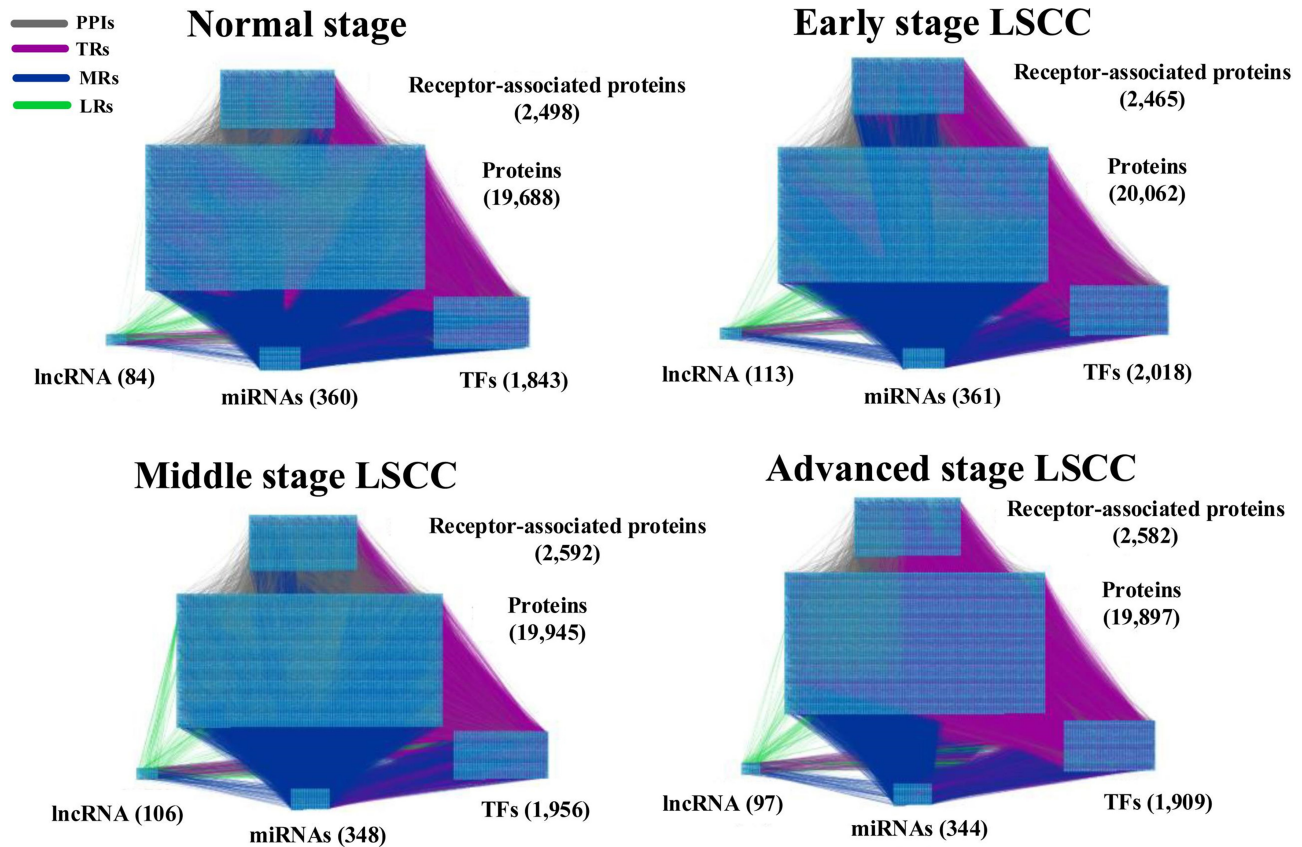 PPIs
TRs
MRs
LRs
Normal stage
Receptor-associated proteins
(2,498)
Proteins
(19,688)
lncRNA (84)
miRNAs (360)
TFs (1,843)
Early stage LSCC
Receptor-associated proteins
(2,465)
Proteins
(20,062)
lncRNA (113)
miRNAs (361)
TFs (2,018)
Middle stage LSCC
Receptor-associated proteins
(2,592)
Proteins
(19,945)
lncRNA (106)
miRNAs (348)
TFs (1,956)
Advanced stage LSCC
Receptor-associated proteins
(2,582)
Proteins
(19,897)
lncRNA (97)
miRNAs (344)
TFs (1,909)